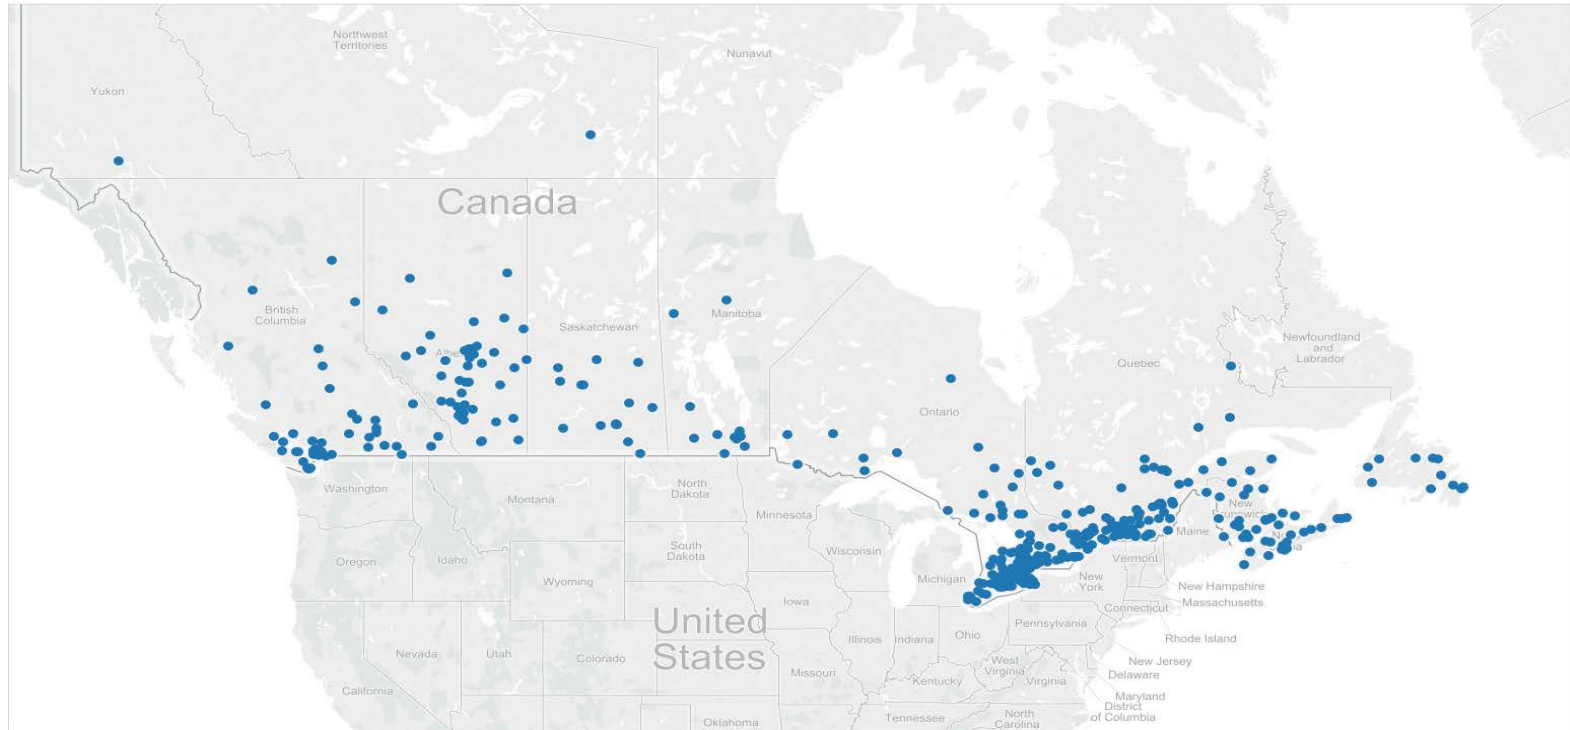 Northwest
Territories
Nunavut
Yukon
Canada
British
Columbia
Saskatchewan
Manitoba
Newfoundland
and
Labrador
Quebec
Ontario
Washington
Montana
North
Dakota
Minnesota
New
Maine
Oregon
Idaho
South
Dakota
Wisconsin
Michigan
Vermont
New
York
Wyoming
New Hampshire
Massachusetts
Connecticut
Iowa
United
States
Pennsylvania
Rhode Island
Nevada
Utah
Colorado
Illinois
Indiana
Ohio
New Jersey
Delaware
West
Virginia
Virginia
Missouri
Kentucky
California
Maryland
District
of Columbia
Tennessee
North
Carolina
Oklahoma